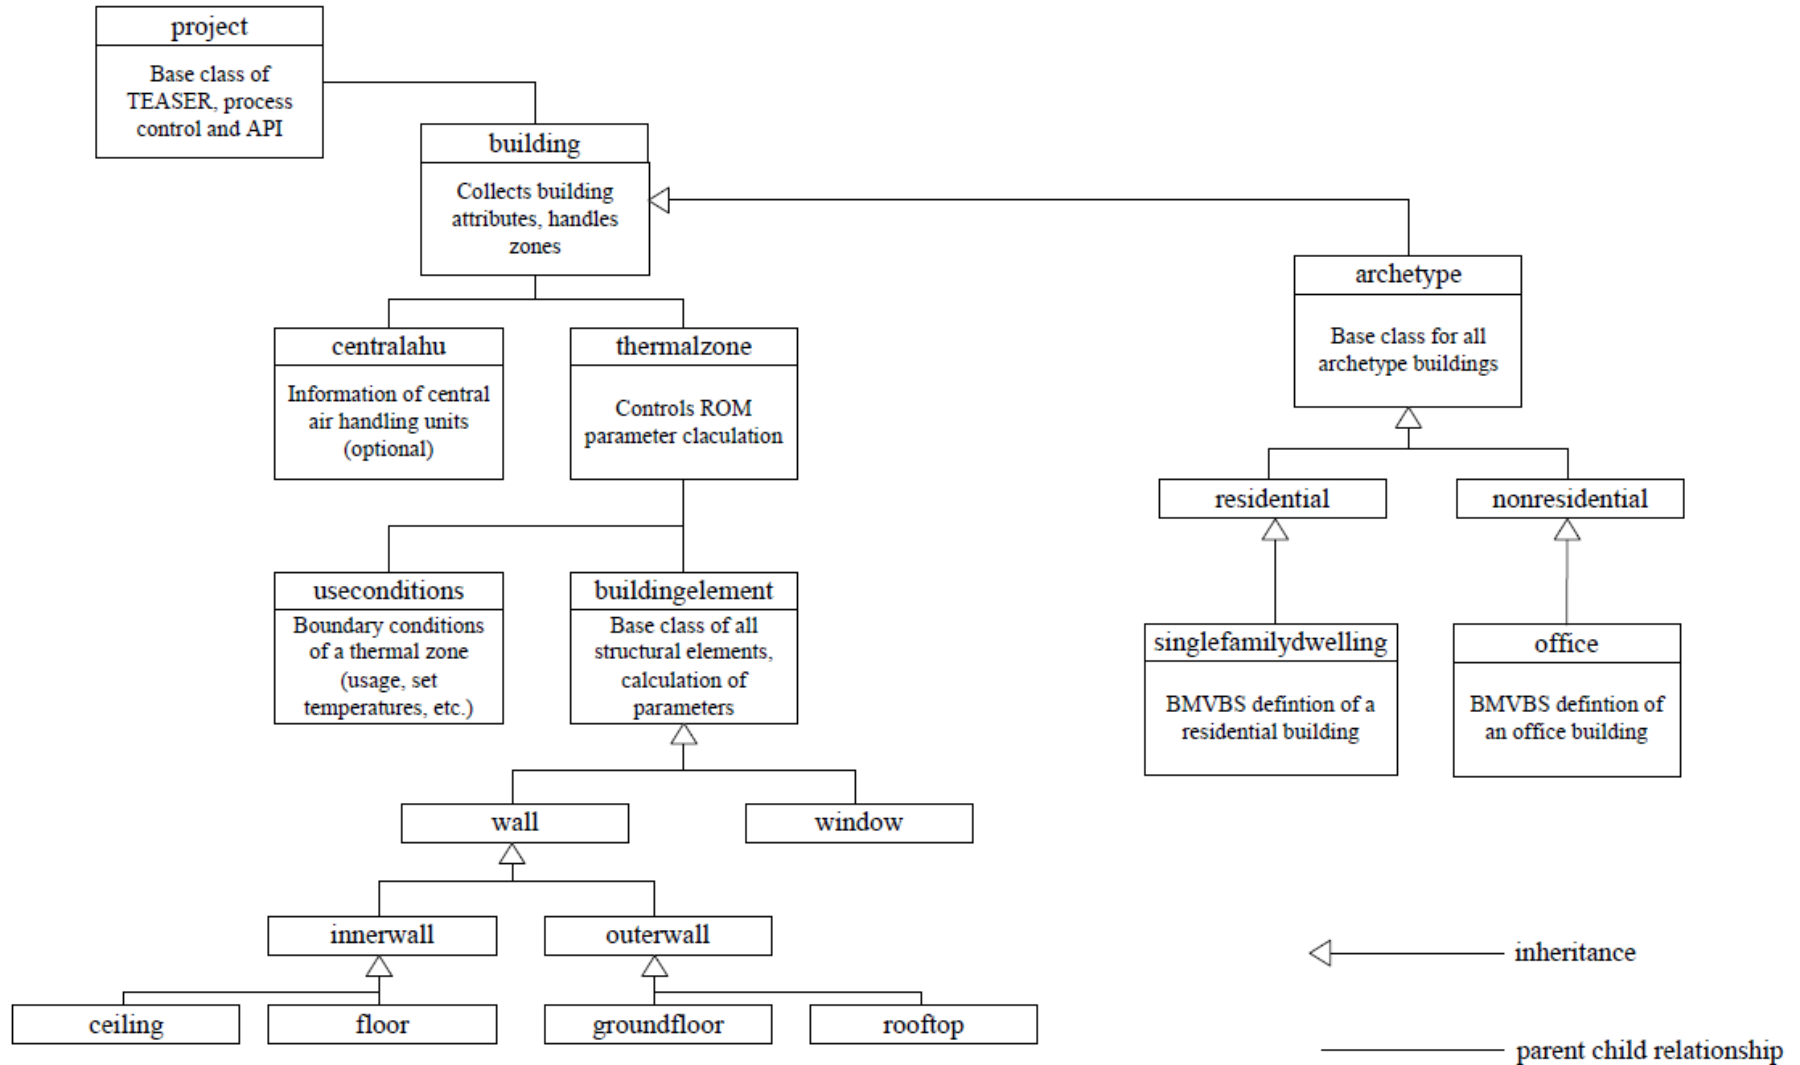 project
Base class of
TEASER, process
control and API
building
Collects building
attributes, handles
zones
archetype
Base class for all
archetype buildings
centralahu
Information of central
air handling units
(optional)
thermalzone
Controls ROM
parameter claculation
residential
nonresidential
useconditions
Boundary conditions
of a thermal zone
(usage, set
temperatures, etc.)
buildingelement
Base class of all
structural elements,
calculation of
parameters
singlefamilydwelling
BMVBS defintion of a
residential building
office
BMVBS defintion of
an office building
wall
window
innerwall
outerwall
ceiling
floor
groundfloor
rooftop
inheritance
parent child relationship